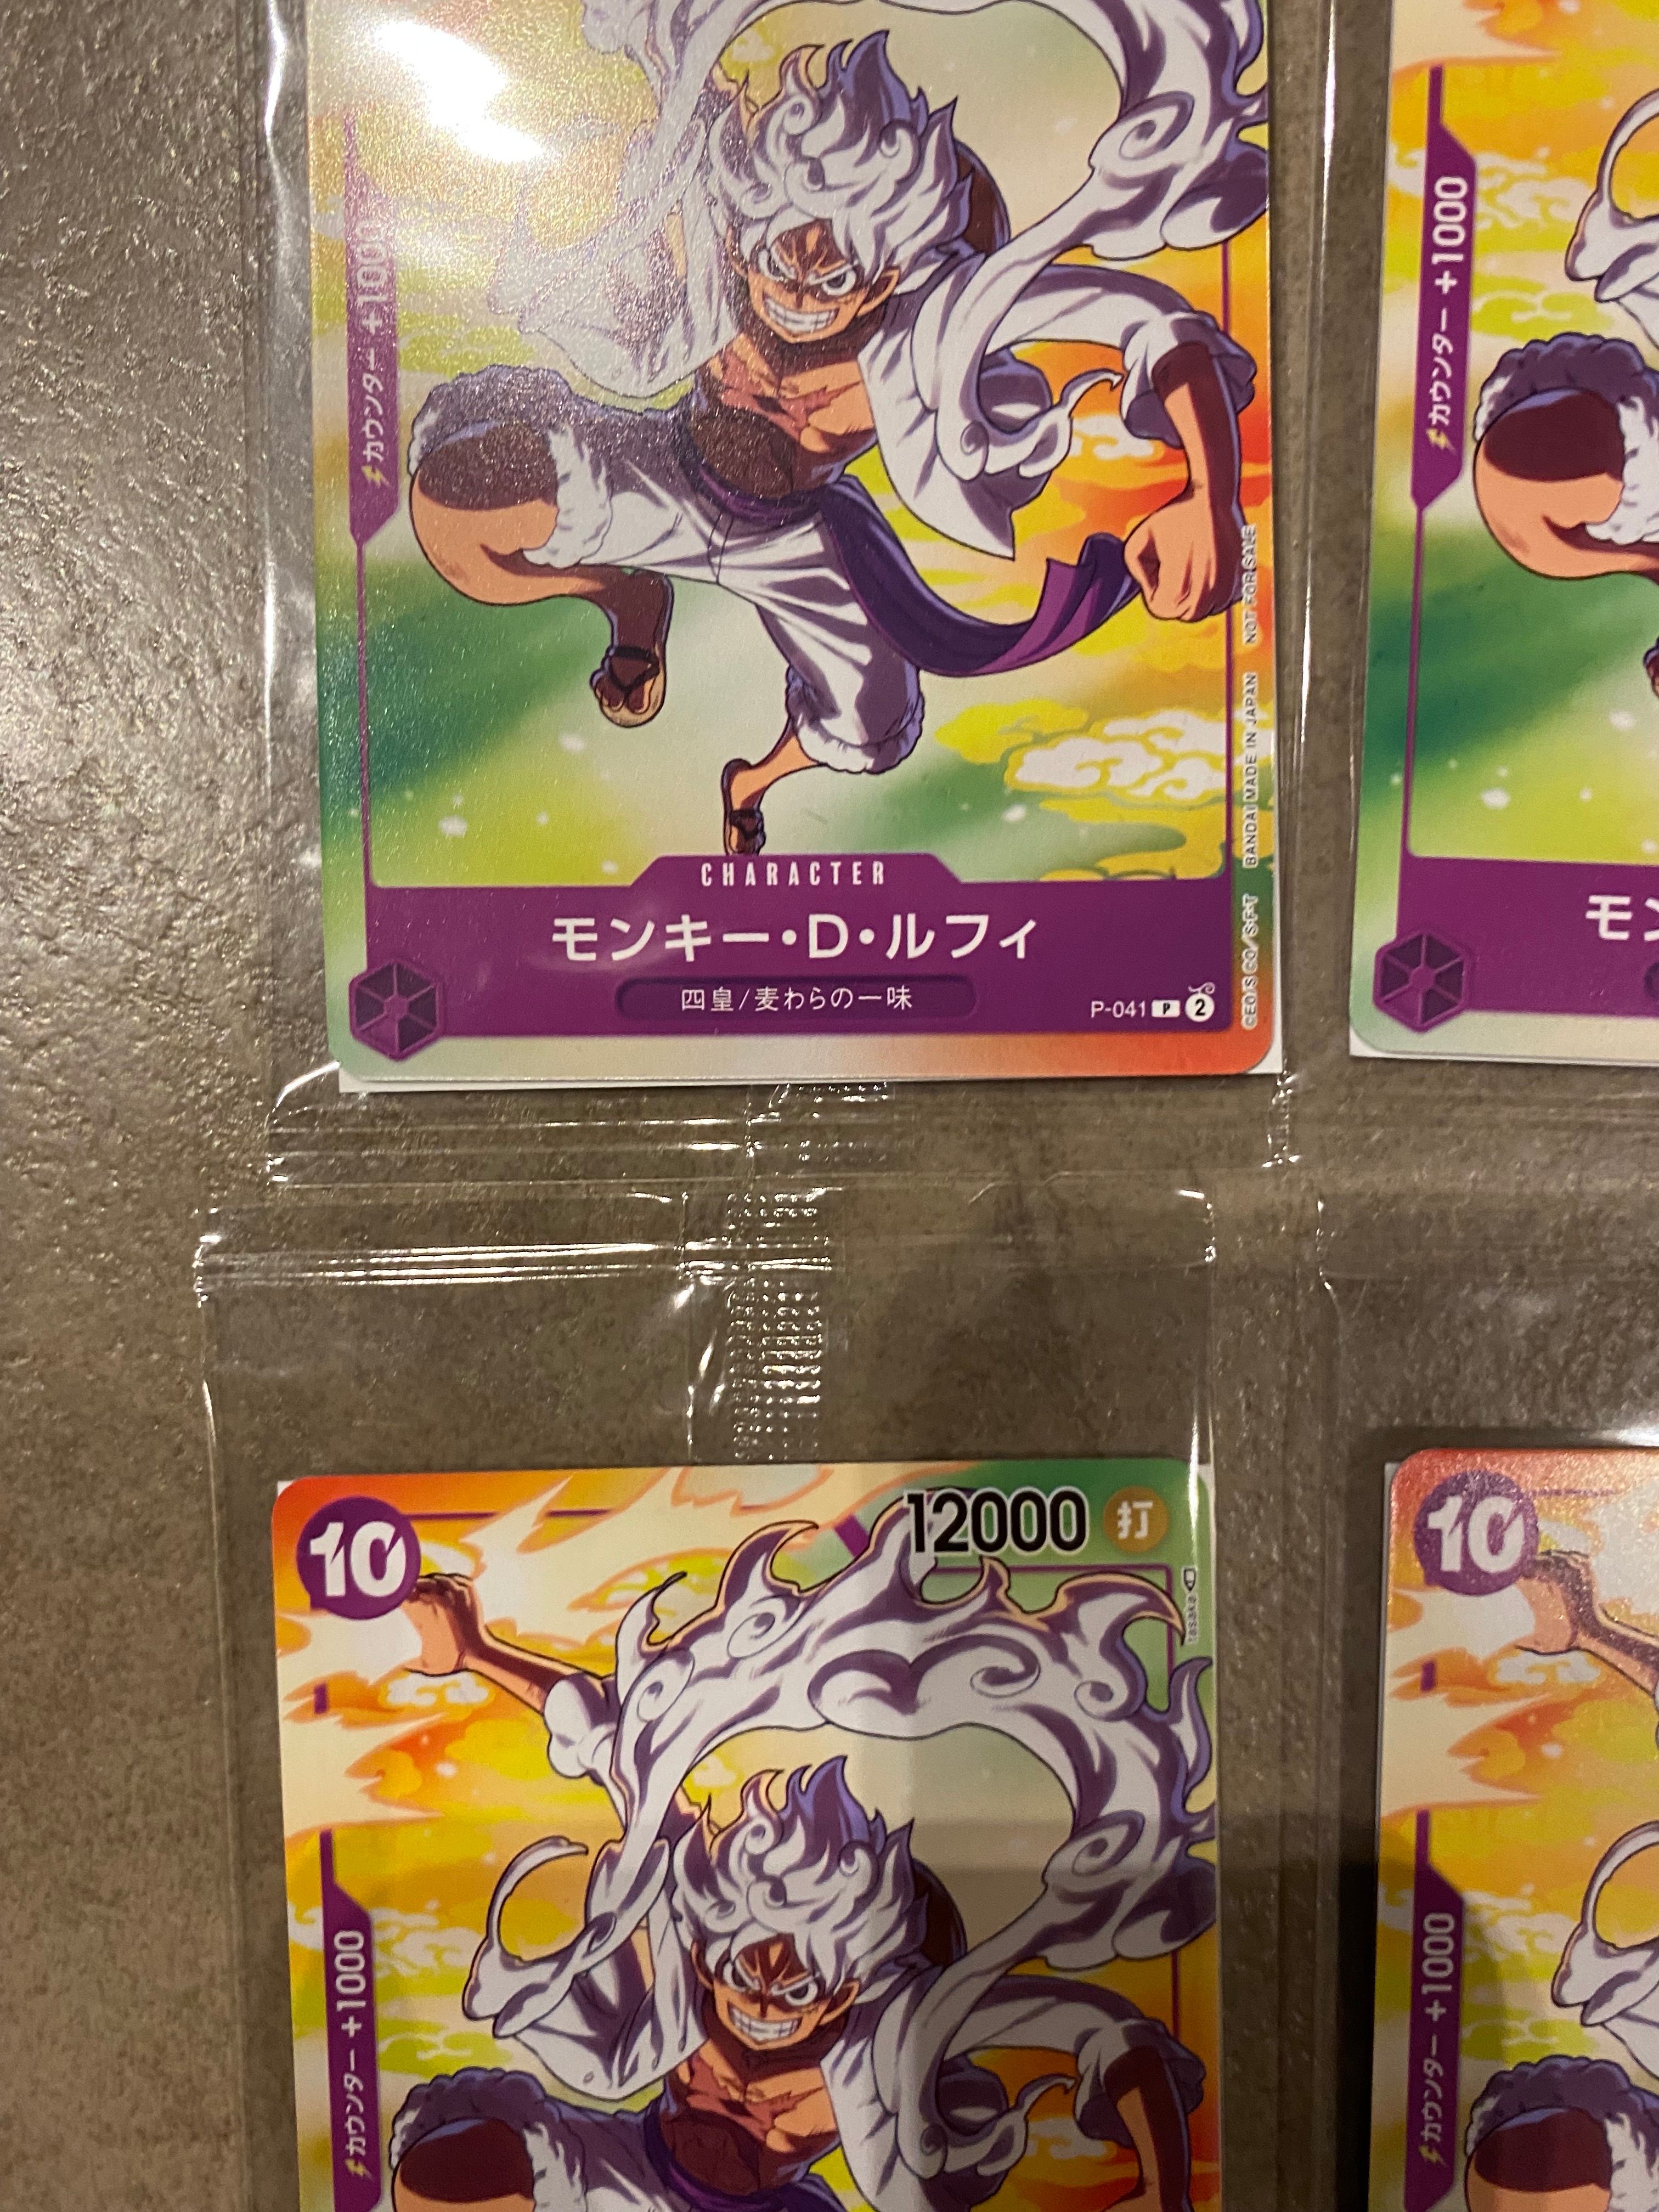 カウンター +1000
CHARACTER
モンキー・D・ルフィ
四皇/麦わらの一味
P-041 P 2
©EO/S CO/S・F・T BANDAI MADE IN JAPAN NOT FOR SALE
カウンター +1000
モン
10
12000 打
tasaka
カウンター +1000
10
カウンター +1000